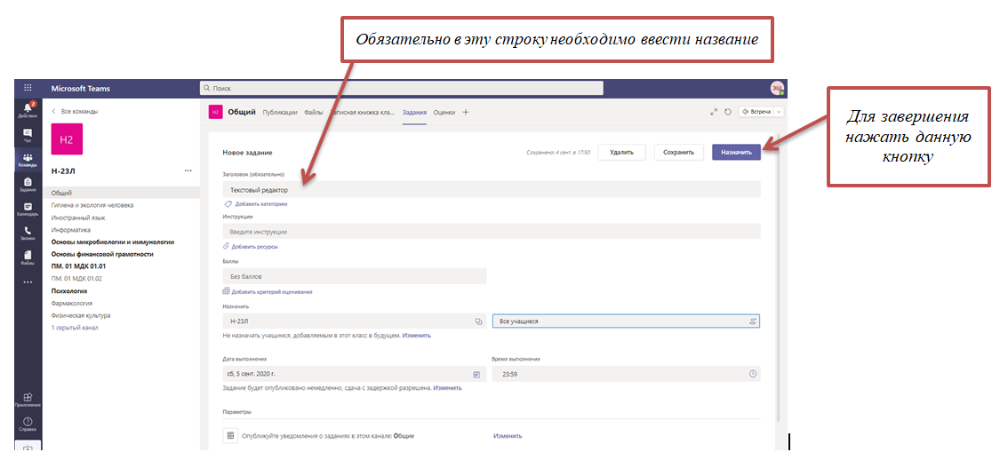 Обязательно в эту строку необходимо ввести название
Для завершения
нажать данную
кнопку
Microsoft Teams
Поиск
ЭШ
2
Действия
Чат
Команды
Задания
Календарь
Звонки
Файлы
Приложения
Справка
Все команды
Н2
Н-23Л
Общий
Гигиена и экология человека
Иностранный язык
Информатика
Основы микробиологии и иммунологии
Основы финансовой грамотности
ПМ. 01 МДК 01.01
ПМ. 01 МДК 01.02
Психология
Фармакология
Физическая культура
1 скрытый канал
Н2 Общий Публикации Файлы Записная книжка кла... Задания Оценки
Встреча
Новое задание
Сохранено: 4 сент. в 17:50
Удалить
Сохранить
Назначить
Заголовок (обязательно)
Текстовый редактор
Добавить категорию
Инструкции
Введите инструкции
Добавить ресурсы
Баллы
Без баллов
Добавить критерий оценивания
Назначить
Н-23Л
Все учащиеся
Не назначать учащимся, добавляемым в этот класс в будущем. Изменить
Дата выполнения
Время выполнения
сб, 5 сент. 2020 г.
23:59
Задание будет опубликовано немедленно, сдача с задержкой разрешена. Изменить
Параметры
Опубликуйте уведомления о заданиях в этом канале: Общие
Изменить